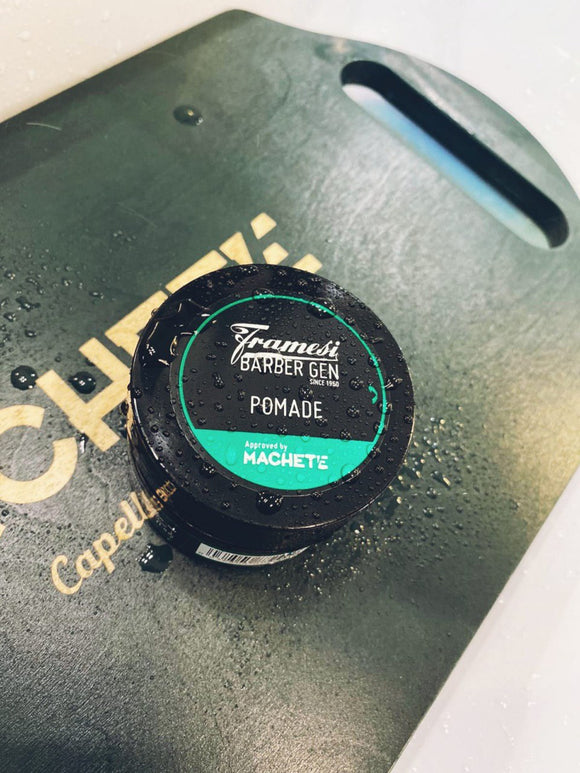 Framesi
BARBER GEN
SINCE 1950
POMADE
Approved by
MACHETE